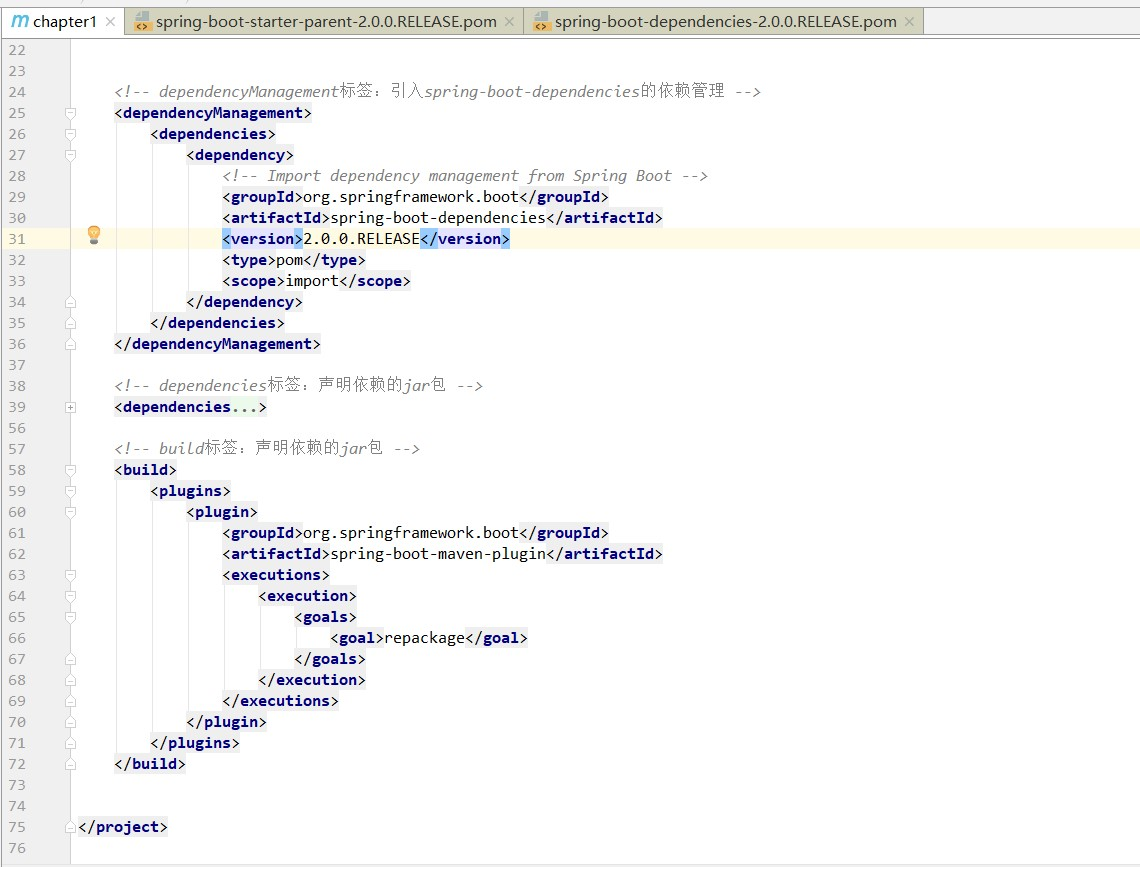 chapter1 spring-boot-starter-parent-2.0.0.RELEASE.pom spring-boot-dependencies-2.0.0.RELEASE.pom
22
23
24 <!-- dependencyManagement标签：引入spring-boot-dependencies的依赖管理 -->
25 <dependencyManagement>
26 <dependencies>
27 <dependency>
28 <!-- Import dependency management from Spring Boot -->
29 <groupId>org.springframework.boot</groupId>
30 <artifactId>spring-boot-dependencies</artifactId>
31 <version>2.0.0.RELEASE</version>
32 <type>pom</type>
33 <scope>import</scope>
34 </dependency>
35 </dependencies>
36 </dependencyManagement>
37
38 <!-- dependencies标签：声明依赖的jar包 -->
39 <dependencies...>
56
57 <!-- build标签：声明依赖的jar包 -->
58 <build>
59 <plugins>
60 <plugin>
61 <groupId>org.springframework.boot</groupId>
62 <artifactId>spring-boot-maven-plugin</artifactId>
63 <executions>
64 <execution>
65 <goals>
66 <goal>repackage</goal>
67 </goals>
68 </execution>
69 </executions>
70 </plugin>
71 </plugins>
72 </build>
73
74
75 </project>
76